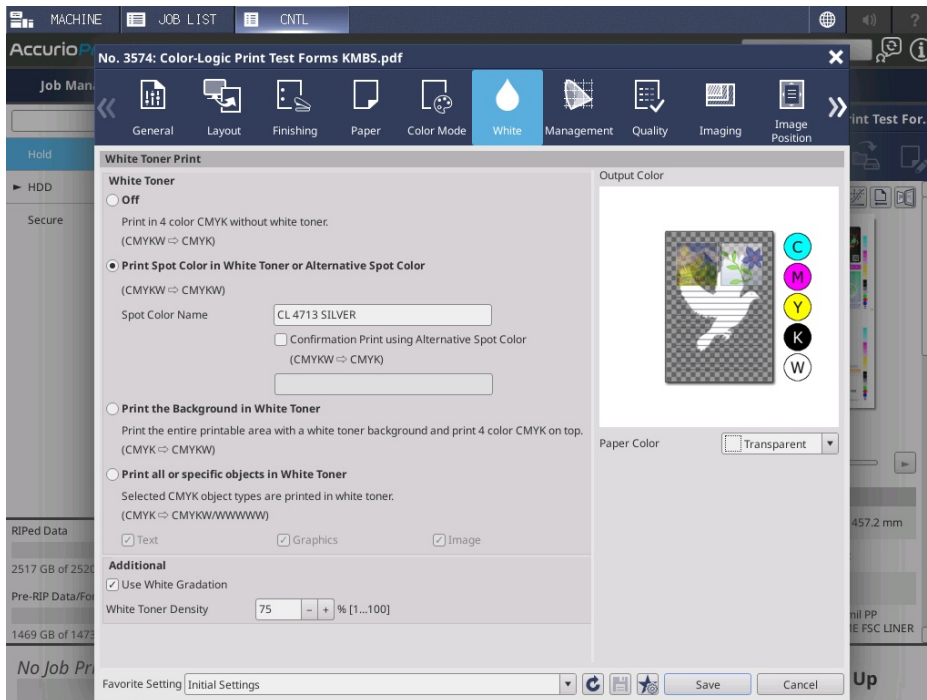 MACHINE
JOB LIST
CNTL
?
AccurioP
No. 3574: Color-Logic Print Test Forms KMBS.pdf
Job Man
General
Layout
Finishing
Paper
Color Mode
White
Management
Quality
Imaging
Image
Position
int Test For.
Hold
HDD
Secure
White Toner Print
White Toner
Off
Print in 4 color CMYK without white toner.
(CMYKW ⇨ CMYK)
Print Spot Color in White Toner or Alternative Spot Color
(CMYKW ⇨ CMYKW)
Spot Color Name
CL 4713 SILVER
Confirmation Print using Alternative Spot Color
(CMYKW ⇨ CMYK)
Print the Background in White Toner
Print the entire printable area with a white toner background and print 4 color CMYK on top.
(CMYK ⇨ CMYKW)
Print all or specific objects in White Toner
Selected CMYK object types are printed in white toner.
(CMYK ⇨ CMYKW/WWWWW)
Text
Graphics
Image
Additional
Use White Gradation
White Toner Density
75
- +
% [1...100]
Output Color
C
M
Y
K
W
Paper Color
Transparent
457.2 mm
RIPed Data
2517 GB of 2520
Pre-RIP Data/For
1469 GB of 1473
nil PP
E FSC LINER
No Job Pri
Favorite Setting
Initial Settings
Save
Cancel
Up